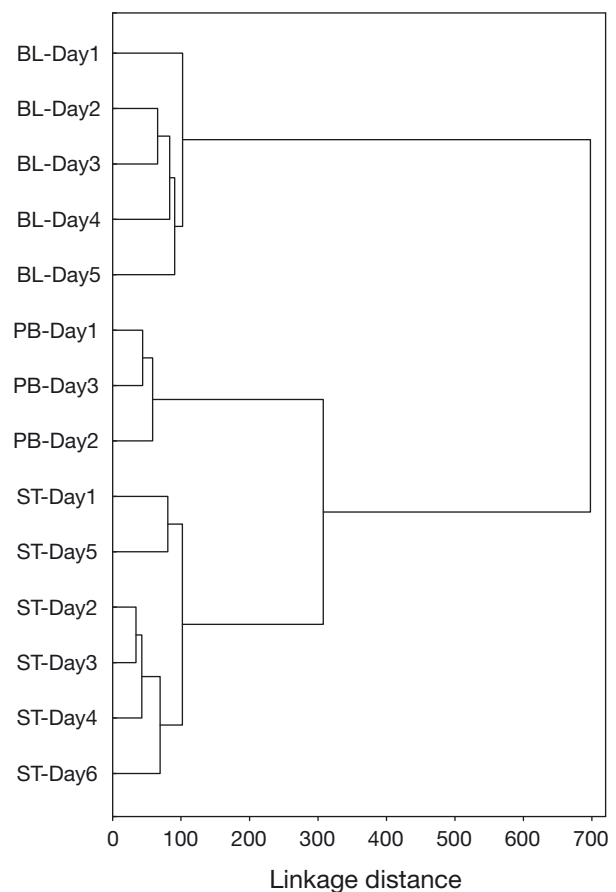 BL-Day1
BL-Day2
BL-Day3
BL-Day4
BL-Day5
PB-Day1
PB-Day3
PB-Day2
ST-Day1
ST-Day5
ST-Day2
ST-Day3
ST-Day4
ST-Day6
0 100 200 300 400 500 600 700
Linkage distance